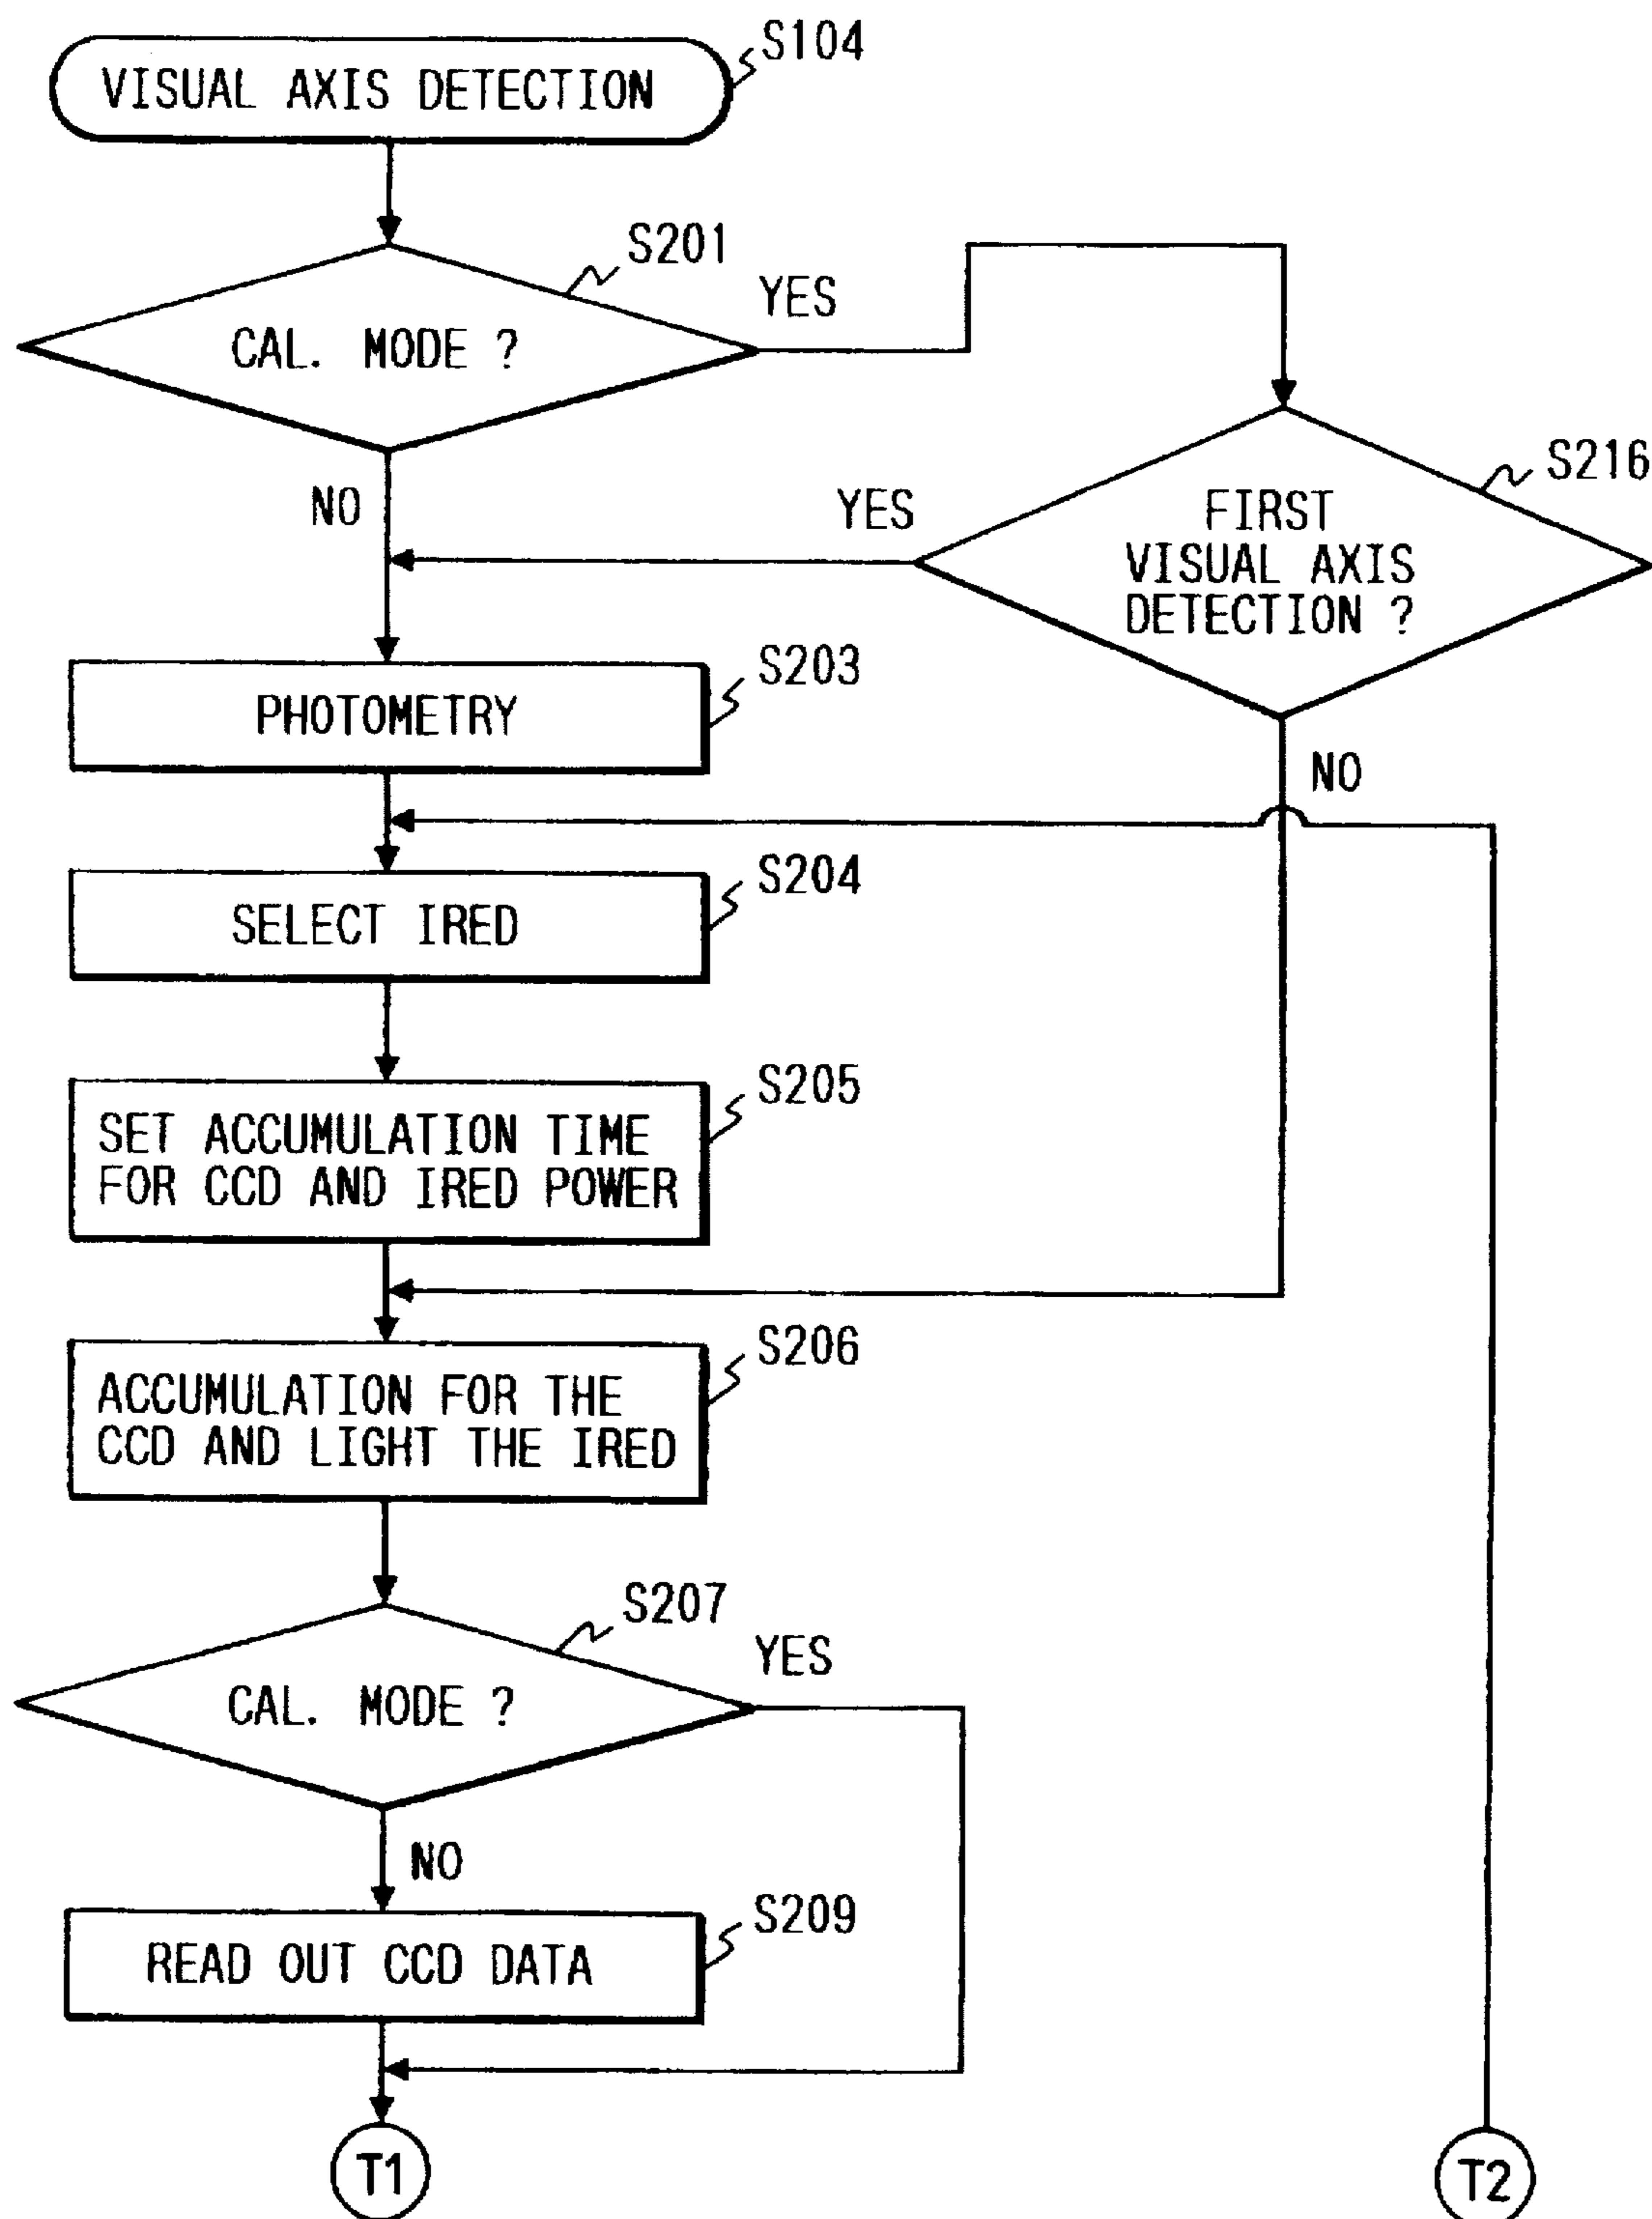 VISUAL AXIS DETECTION
S104
S201
CAL. MODE ?
YES
NO
S216
FIRST
VISUAL AXIS
DETECTION ?
YES
NO
S203
PHOTOMETRY
S204
SELECT IRED
S205
SET ACCUMULATION TIME
FOR CCD AND IRED POWER
S206
ACCUMULATION FOR THE
CCD AND LIGHT THE IRED
S207
CAL. MODE ?
YES
NO
S209
READ OUT CCD DATA
T1
T2